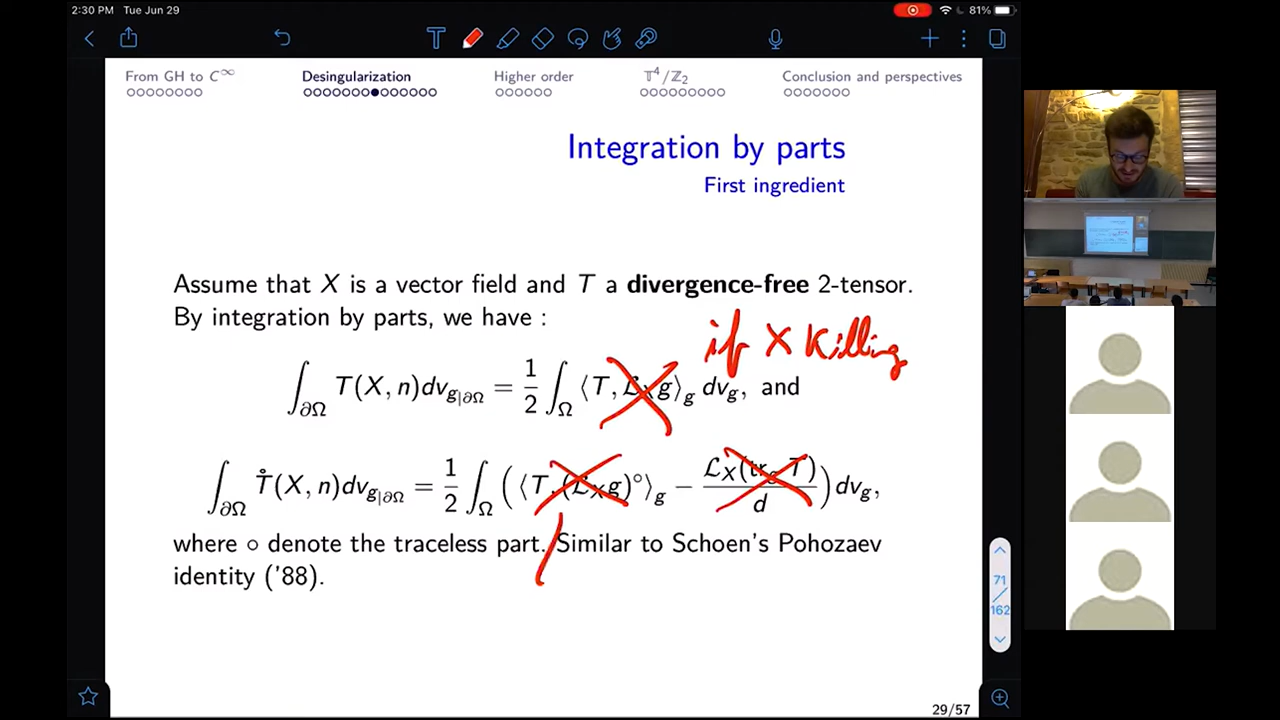 2:30 PM Tue Jun 29
81%
From GH to C^∞ Desingularization Higher order 𝕋⁴/ℤ₂ Conclusion and perspectives
Integration by parts
First ingredient
Assume that X is a vector field and T a divergence-free 2-tensor.
By integration by parts, we have :
if X Killing
∫_{∂Ω} T(X, n)dv_{g|∂Ω} = 1/2 ∫_Ω ⟨T, ℒ_X g⟩_g dv_g, and
∫_{∂Ω} T̊(X, n)dv_{g|∂Ω} = 1/2 ∫_Ω (⟨T, (ℒ_X g)°⟩_g − ℒ_X(tr_g T)/d) dv_g,
where ∘ denote the traceless part. Similar to Schoen's Pohozaev
identity ('88).
71
/
162
29/57